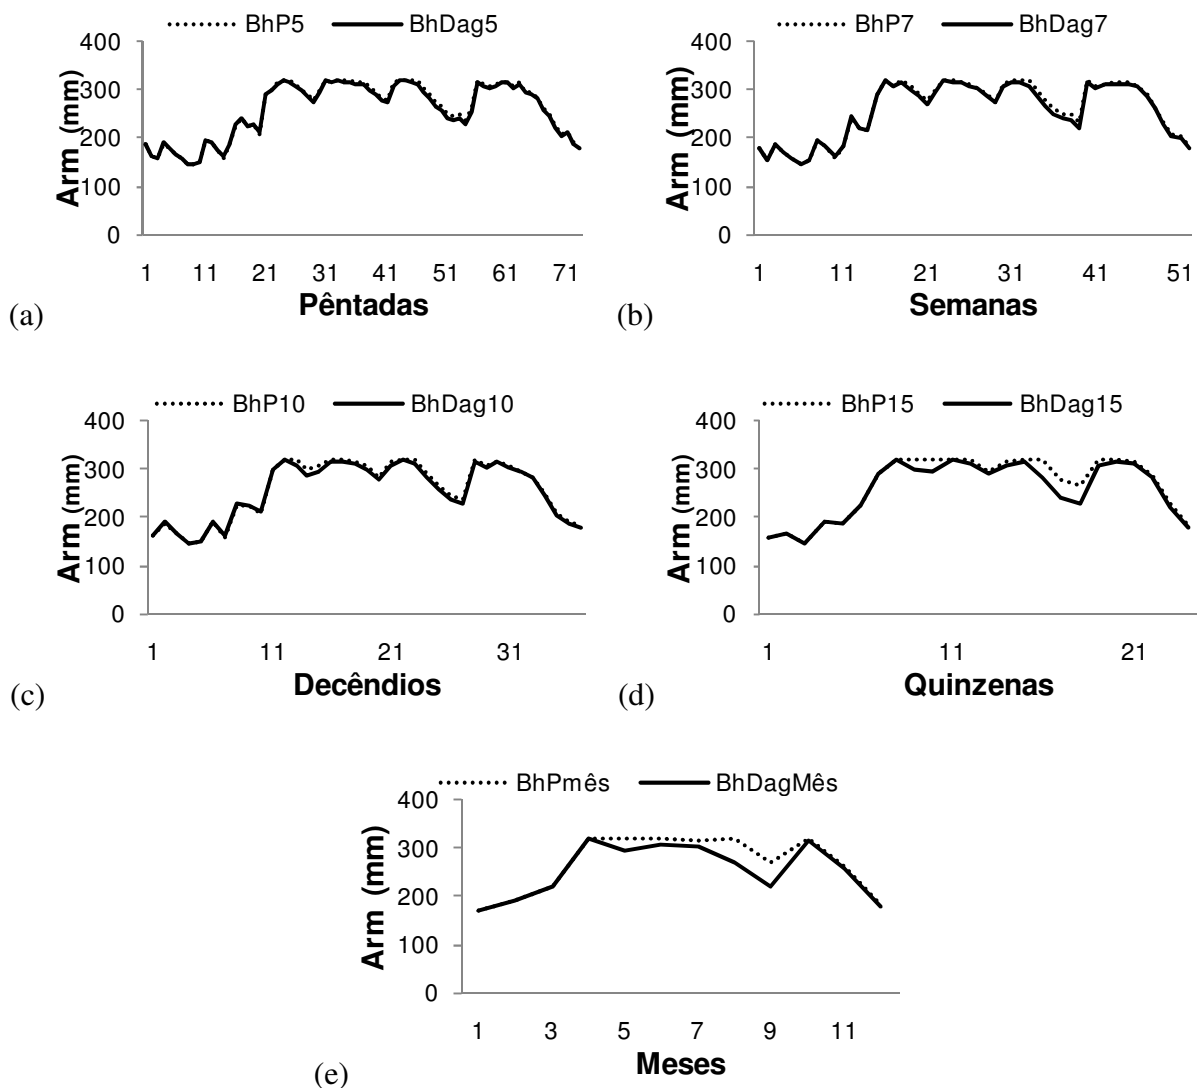 BhP5 BhDag5
400
300
200
100
0
Arm (mm)
1 11 21 31 41 51 61 71
Pêntadas
(a)
BhP7 BhDag7
400
300
200
100
0
Arm (mm)
1 11 21 31 41 51
Semanas
(b)
BhP10 BhDag10
400
300
200
100
0
Arm (mm)
1 11 21 31
Decêndios
(c)
BhP15 BhDag15
400
300
200
100
0
Arm (mm)
1 11 21
Quinzenas
(d)
BhPmês BhDagMês
400
300
200
100
0
Arm (mm)
1 3 5 7 9 11
Meses
(e)